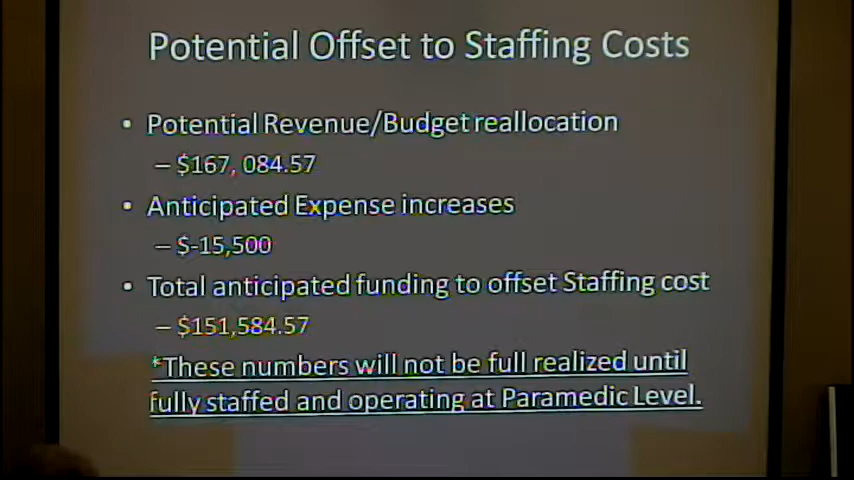 Potential Offset to Staffing Costs
• Potential Revenue/Budget reallocation
– $167, 084.57
• Anticipated Expense increases
– $-15,500
• Total anticipated funding to offset Staffing cost
– $151,584.57
*These numbers will not be full realized until
fully staffed and operating at Paramedic Level.